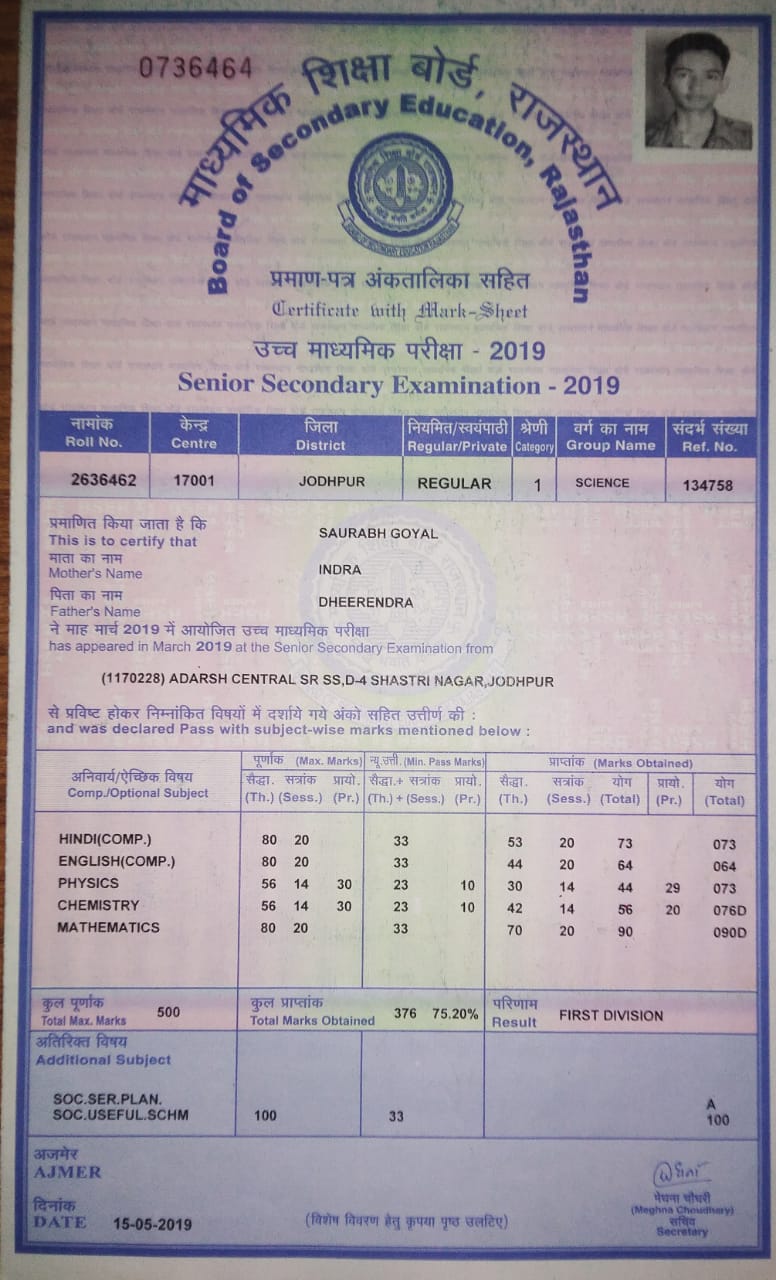 0736464
माध्यमिक शिक्षा बोर्ड, राजस्थान
Board of Secondary Education, Rajasthan
प्रमाण-पत्र अंकतालिका सहित
Certificate with Mark-Sheet
उच्च माध्यमिक परीक्षा - 2019
Senior Secondary Examination - 2019
नामांक केन्द्र जिला नियमित/स्वयंपाठी श्रेणी वर्ग का नाम संदर्भ संख्या
Roll No. Centre District Regular/Private Category Group Name Ref. No.
2636462 17001 JODHPUR REGULAR 1 SCIENCE 134758
प्रमाणित किया जाता है कि
This is to certify that SAURABH GOYAL
माता का नाम
Mother's Name INDRA
पिता का नाम
Father's Name DHEERENDRA
ने माह मार्च 2019 में आयोजित उच्च माध्यमिक परीक्षा
has appeared in March 2019 at the Senior Secondary Examination from
(1170228) ADARSH CENTRAL SR SS,D-4 SHASTRI NAGAR,JODHPUR
से प्रविष्ट होकर निम्नांकित विषयों में दर्शाये गये अंको सहित उत्तीर्ण की :
and was declared Pass with subject-wise marks mentioned below :
अनिवार्य/ऐच्छिक विषय पूर्णांक (Max. Marks) न्यू.उत्ती. (Min. Pass Marks) प्राप्तांक (Marks Obtained)
Comp./Optional Subject सैद्धा. सत्रांक प्रायो. सैद्धा.+ सत्रांक प्रायो. सैद्धा. सत्रांक योग प्रायो. योग
(Th.) (Sess.) (Pr.) (Th.) + (Sess.) (Pr.) (Th.) (Sess.) (Total) (Pr.) (Total)
HINDI(COMP.) 80 20 33 53 20 73 073
ENGLISH(COMP.) 80 20 33 44 20 64 064
PHYSICS 56 14 30 23 10 30 14 44 29 073
CHEMISTRY 56 14 30 23 10 42 14 56 20 076D
MATHEMATICS 80 20 33 70 20 90 090D
कुल पूर्णांक कुल प्राप्तांक परिणाम
Total Max. Marks 500 Total Marks Obtained 376 75.20% Result FIRST DIVISION
अतिरिक्त विषय
Additional Subject
SOC.SER.PLAN. A
SOC.USEFUL.SCHM 100 33 100
अजमेर
AJMER
दिनांक
DATE 15-05-2019
(विशेष विवरण हेतु कृपया पृष्ठ उलटिए)
मेघना चौधरी
(Meghna Choudhary)
सचिव
Secretary